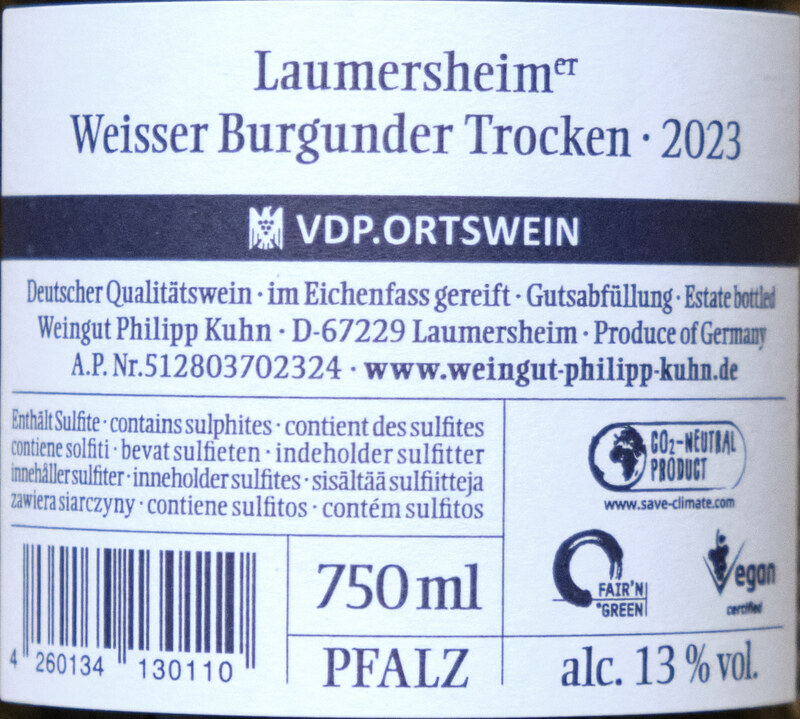 Laumersheimer
Weisser Burgunder Trocken · 2023
VDP.ORTSWEIN
Deutscher Qualitätswein · im Eichenfass gereift · Gutsabfüllung · Estate bottled
Weingut Philipp Kuhn · D-67229 Laumersheim · Produce of Germany
A.P. Nr.512803702324 · www.weingut-philipp-kuhn.de
Enthält Sulfite · contains sulphites · contient des sulfites
contiene solfiti · bevat sulfieten · indeholder sulfitter
innehåller sulfiter · inneholder sulfites · sisältää sulfiitteja
zawiera siarczyny · contiene sulfitos · contém sulfitos
CO2-NEUTRAL
PRODUCT
www.save-climate.com
FAIR'N
GREEN
Vegan
certified
4 260134 130110
750 ml
PFALZ
alc. 13 % vol.